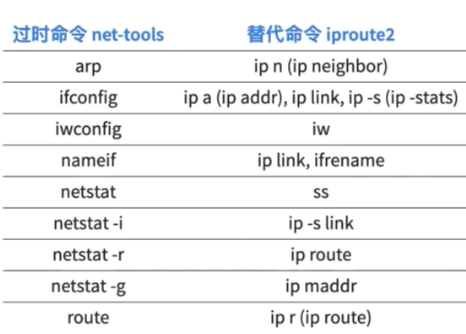 过时命令 net-tools 替代命令 iproute2
arp ip n (ip neighbor)
ifconfig ip a (ip addr), ip link, ip -s (ip -stats)
iwconfig iw
nameif ip link, ifrename
netstat ss
netstat -i ip -s link
netstat -r ip route
netstat -g ip maddr
route ip r (ip route)